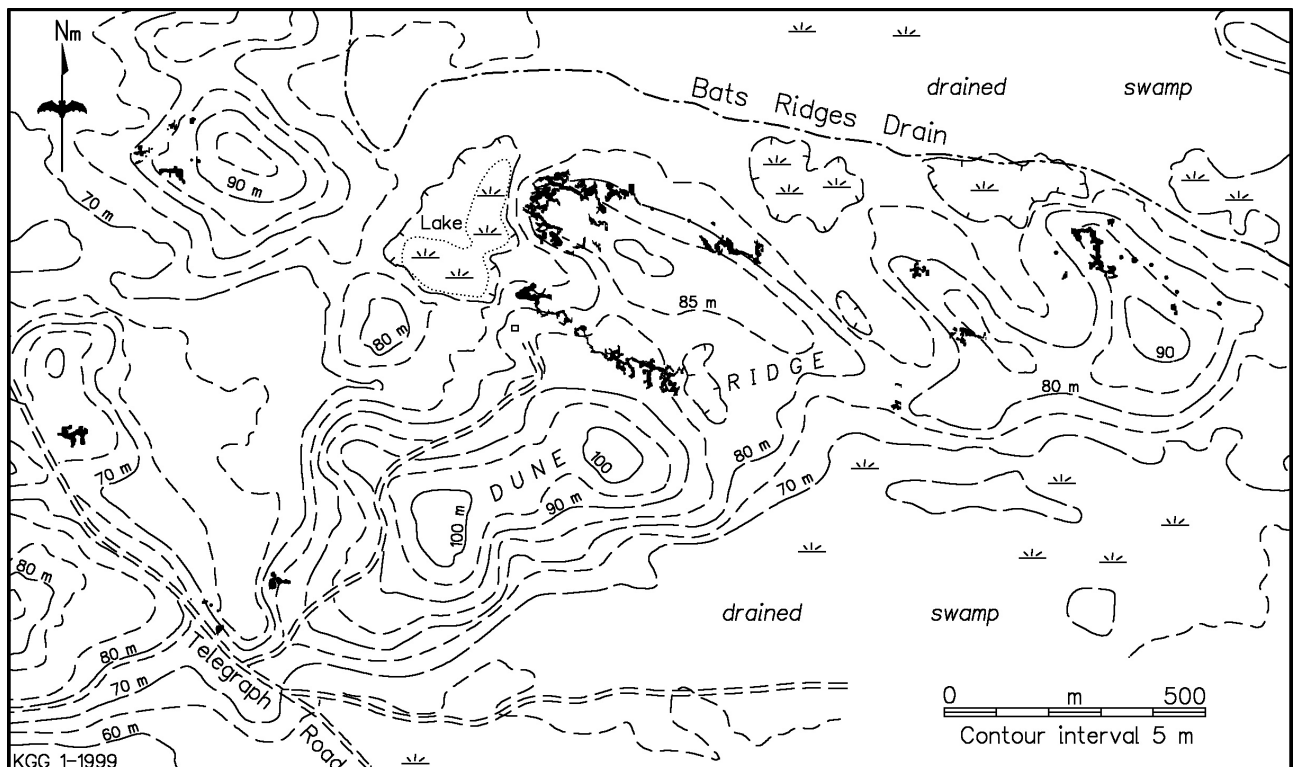 Nm
Bats Ridges Drain
drained swamp
90 m
70 m
Lake
85 m
80 m
90
RIDGE
80 m
DUNE
100
80 m
70 m
70 m
100 m
90 m
80 m
drained swamp
80 m
70 m
60 m
Telegraph Road
0 m 500
Contour interval 5 m
KGG 1-1999